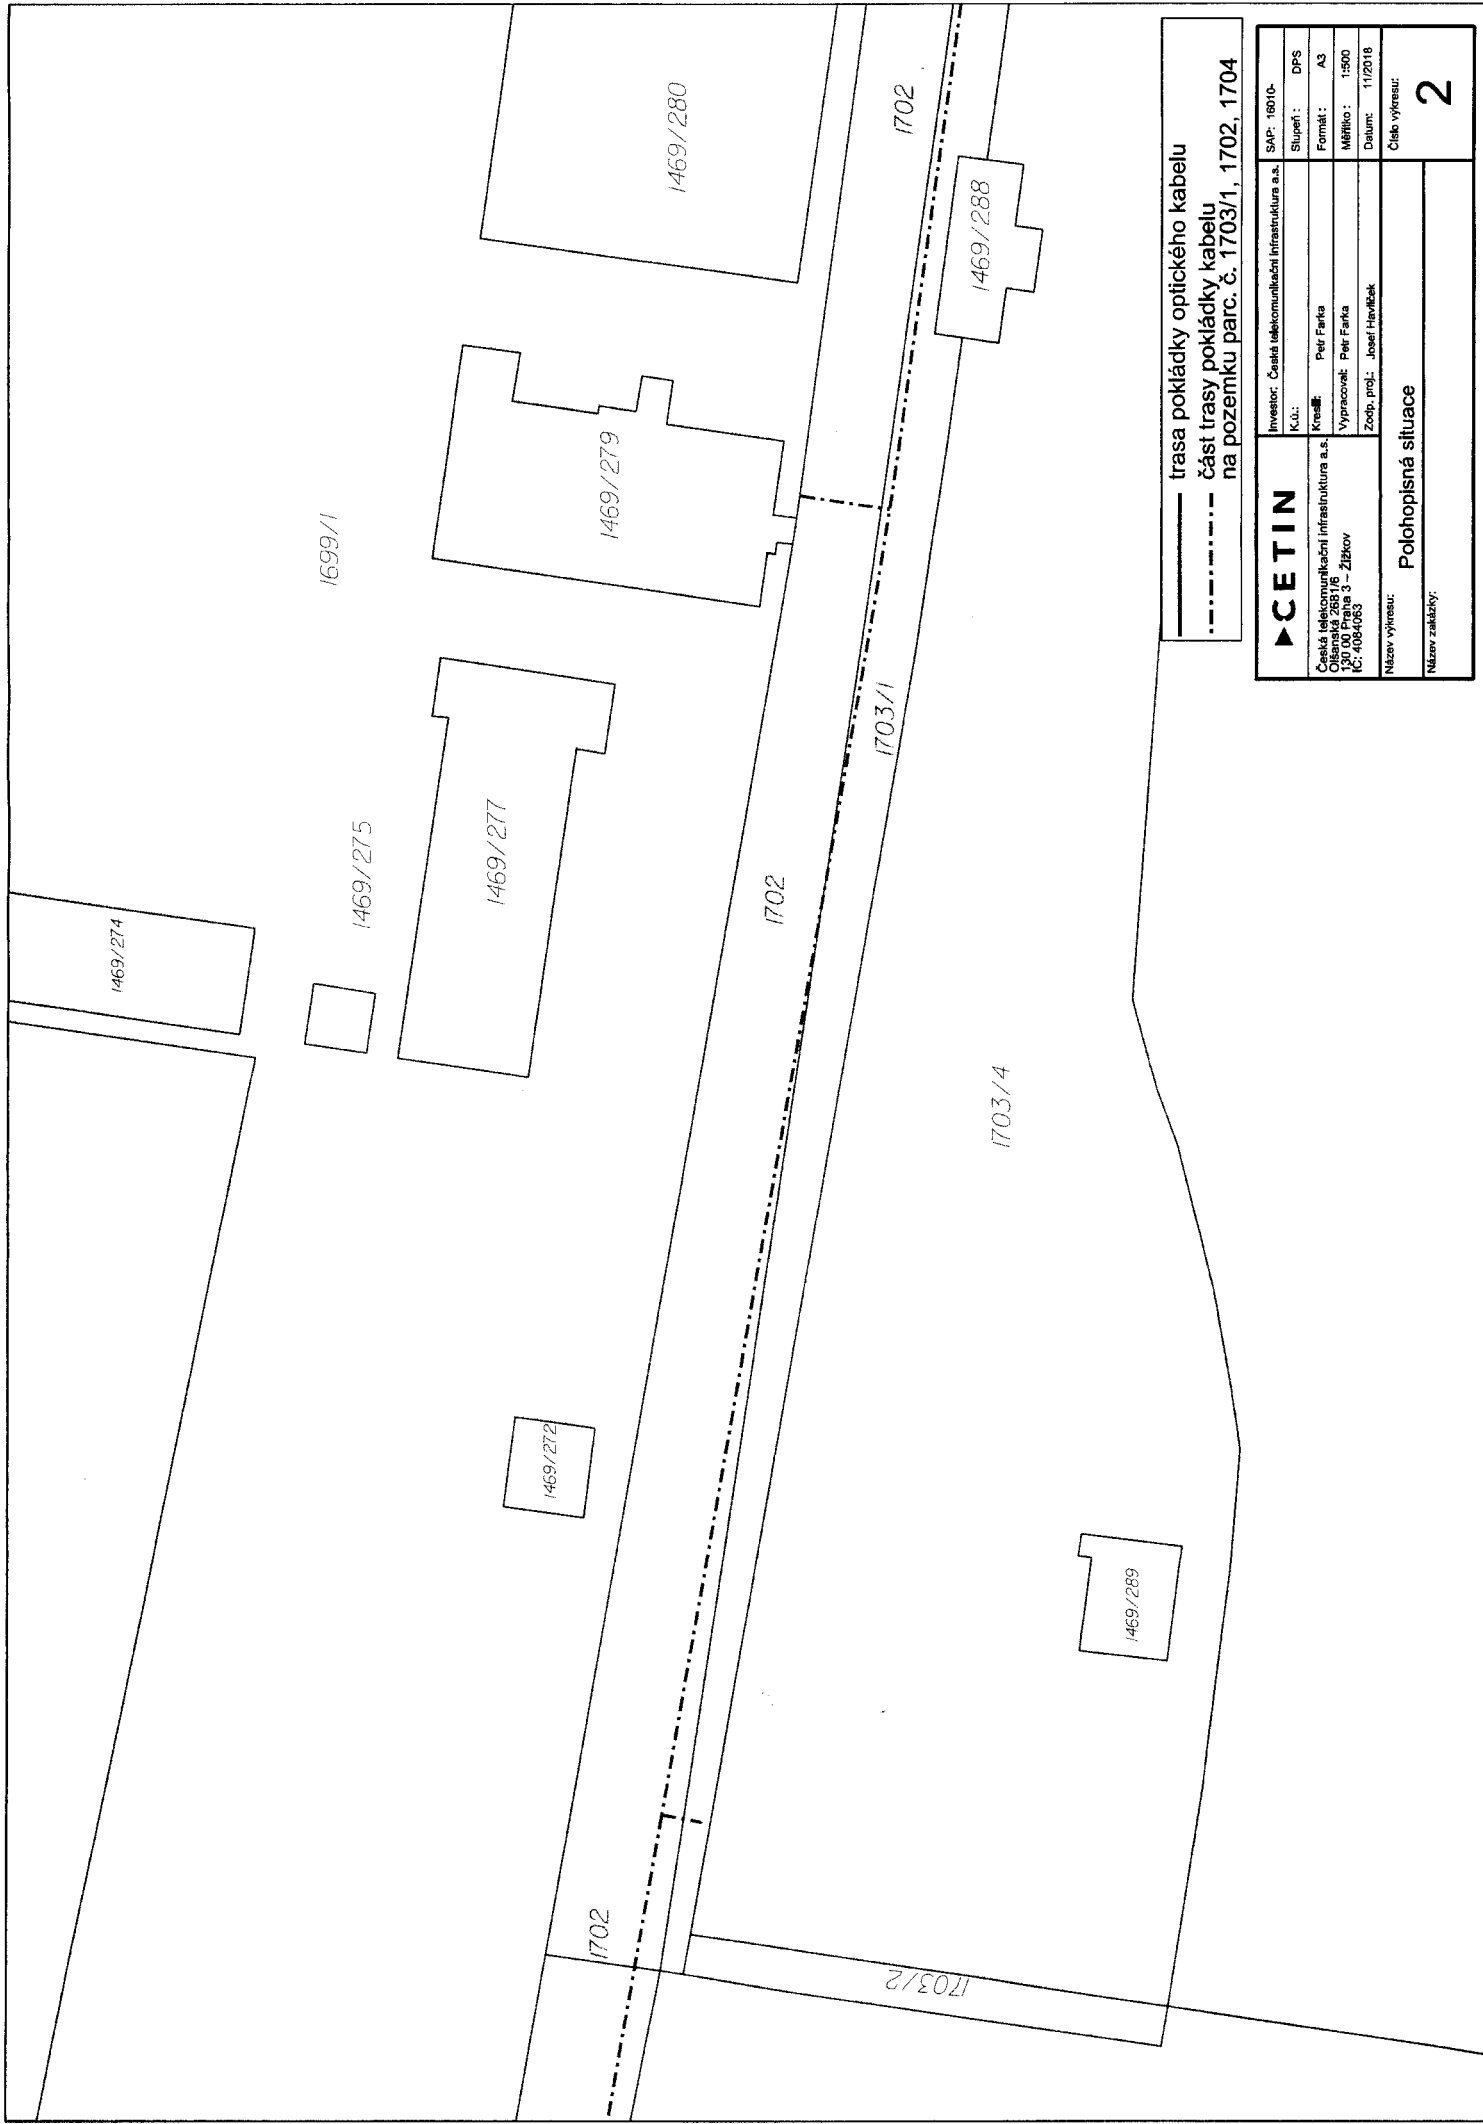 1469/274
1699/1
1469/275
1469/280
1469/279
1469/277
1469/272
1702
1702
1702
1703/1
1469/288
1703/4
1469/289
1703/2
trasa pokládky optického kabelu
část trasy pokládky kabelu
na pozemku parc. č. 1703/1, 1702, 1704
CETIN
Česká telekomunikační infrastruktura a.s.
Olšanská 2681/6
130 00 Praha 3 – Žižkov
IČ: 4084063
Investor: Česká telekomunikační infrastruktura a.s.
SAP: 16010-
K.ú.:
Stupeň : DPS
Kreslil: Petr Farka
Formát : A3
Vypracoval: Petr Farka
Měřítko : 1:500
Zodp. proj.: Josef Havlíček
Datum: 11/2018
Název výkresu:
Polohopisná situace
Číslo výkresu:
2
Název zakázky: